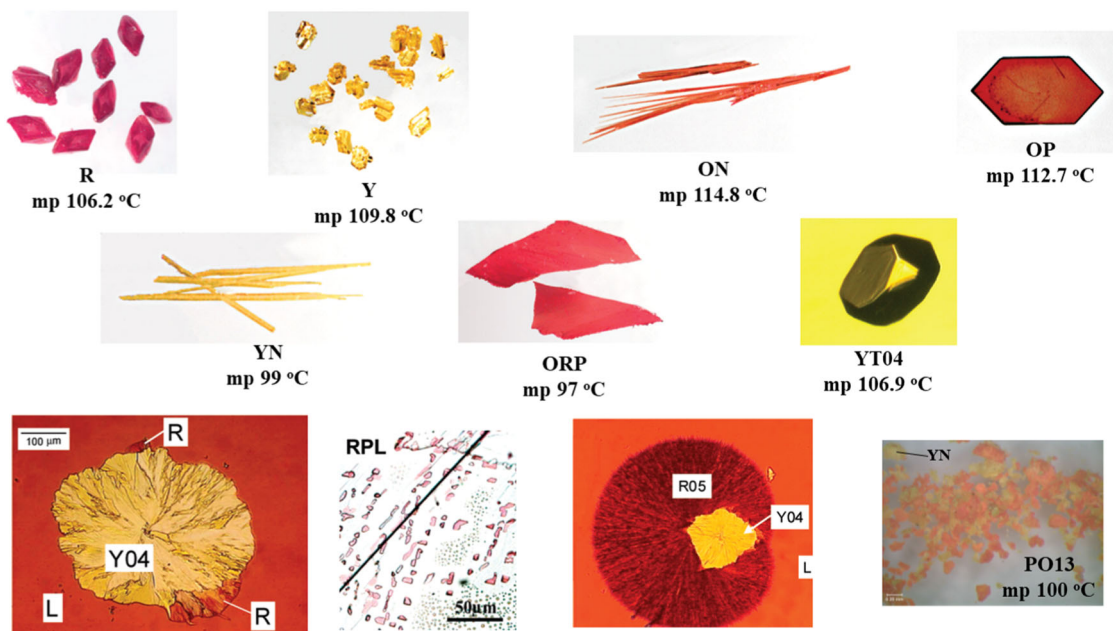 R
mp 106.2 °C
Y
mp 109.8 °C
ON
mp 114.8 °C
OP
mp 112.7 °C
YN
mp 99 °C
ORP
mp 97 °C
YT04
mp 106.9 °C
100 µm
R
Y04
L
R
RPL
50µm
R05
Y04
L
YN
PO13
mp 100 °C